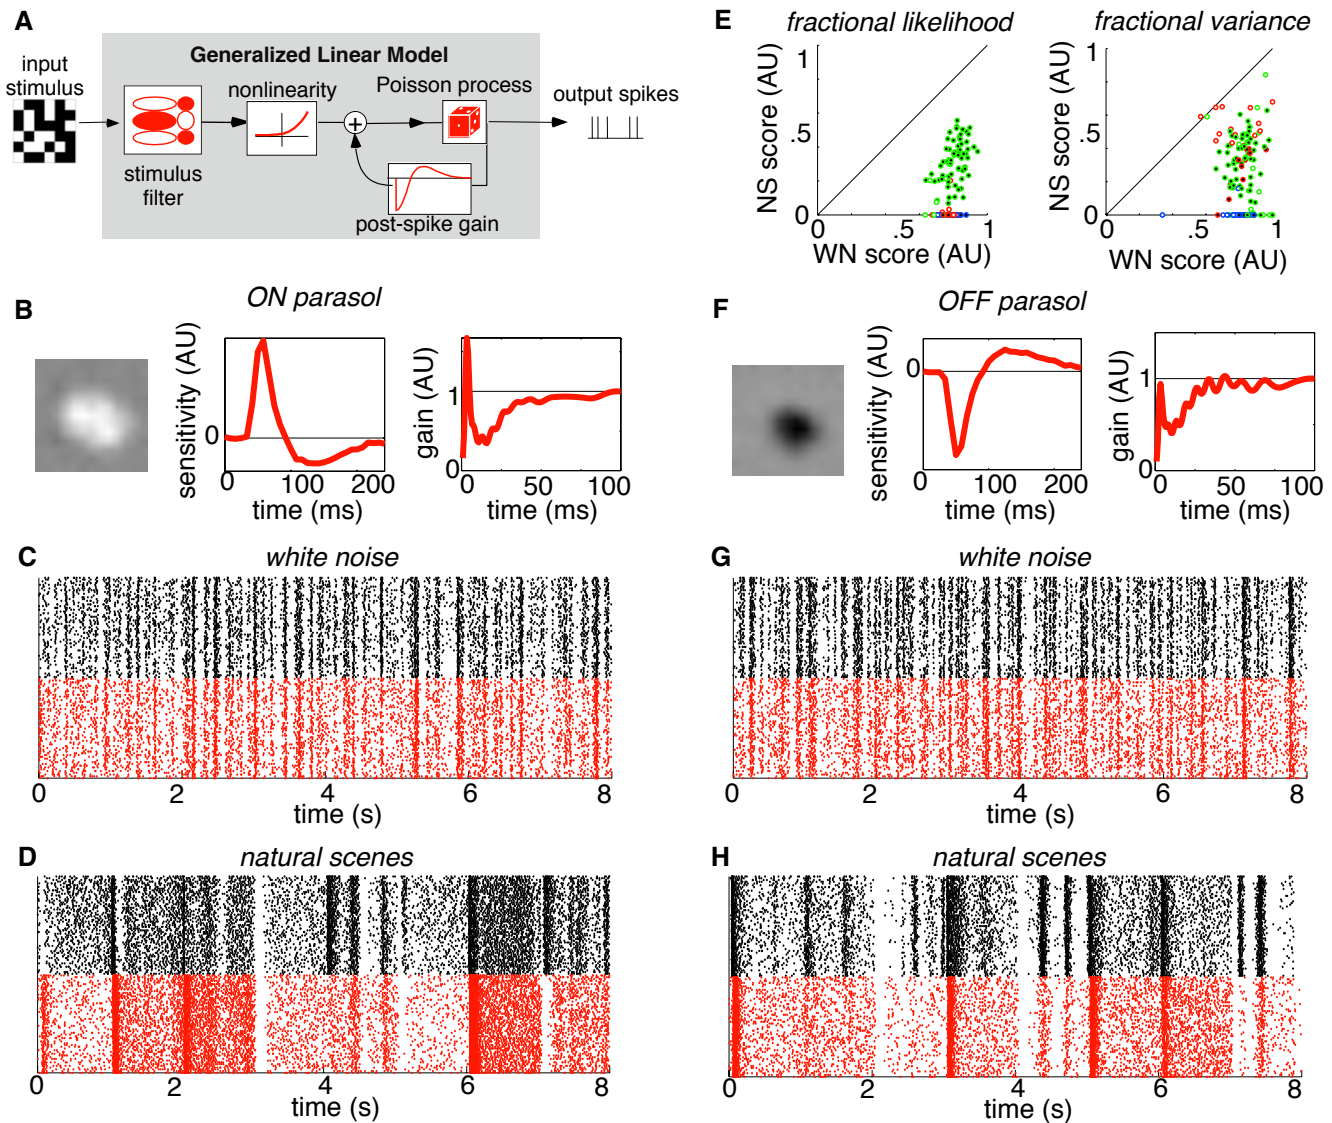 A
Generalized Linear Model
input
stimulus
nonlinearity
Poisson process
output spikes
stimulus
filter
post-spike gain
E
fractional likelihood
fractional variance
NS score (AU)
1
.5
0
0
.5
1
WN score (AU)
NS score (AU)
1
.5
0
0
.5
1
WN score (AU)
B
ON parasol
sensitivity (AU)
0
0
100
200
time (ms)
gain (AU)
1
0
0
50
100
time (ms)
F
OFF parasol
sensitivity (AU)
0
0
100
200
time (ms)
gain (AU)
1
0
0
50
100
time (ms)
C
white noise
0
2
4
6
8
time (s)
G
white noise
0
2
4
6
8
time (s)
D
natural scenes
0
2
4
6
8
time (s)
H
natural scenes
0
2
4
6
8
time (s)